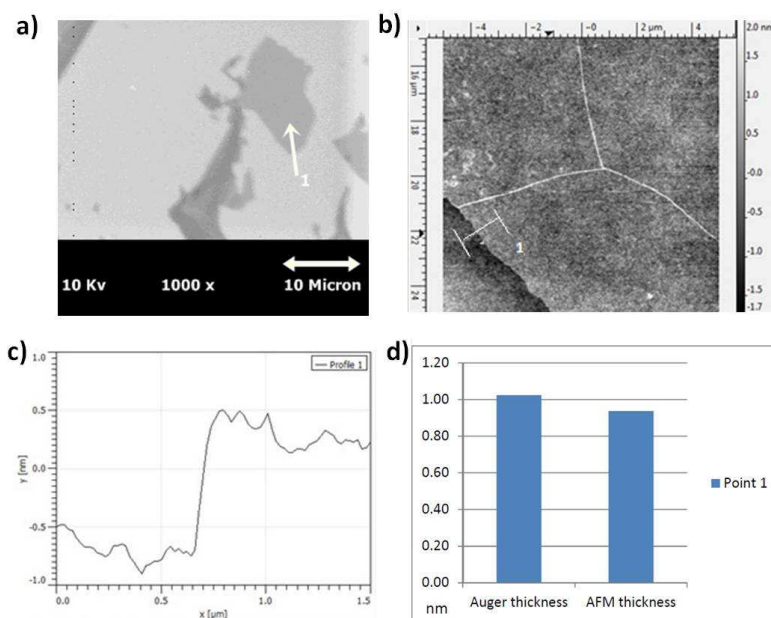 a)
1
10 Kv 1000 x 10 Micron
b)
-4 -2 -0 2 μm
16 μm
18
20
22
24
1
2.0 nm
1.5
1.0
0.5
-0.0
-0.5
-1.0
-1.5
-1.7
c)
Profile 1
1.0
0.5
0.0
-0.5
-1.0
y [nm]
0.0 0.5 1.0 1.5
x [μm]
d)
1.20
1.00
0.80
0.60
0.40
0.20
0.00
nm
Auger thickness AFM thickness
Point 1